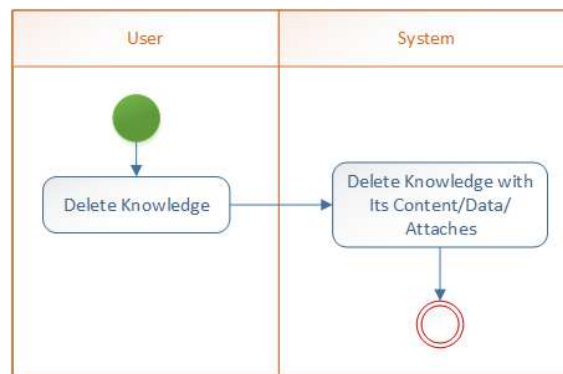 User
System
Delete Knowledge
Delete Knowledge with
Its Content/Data/
Attaches